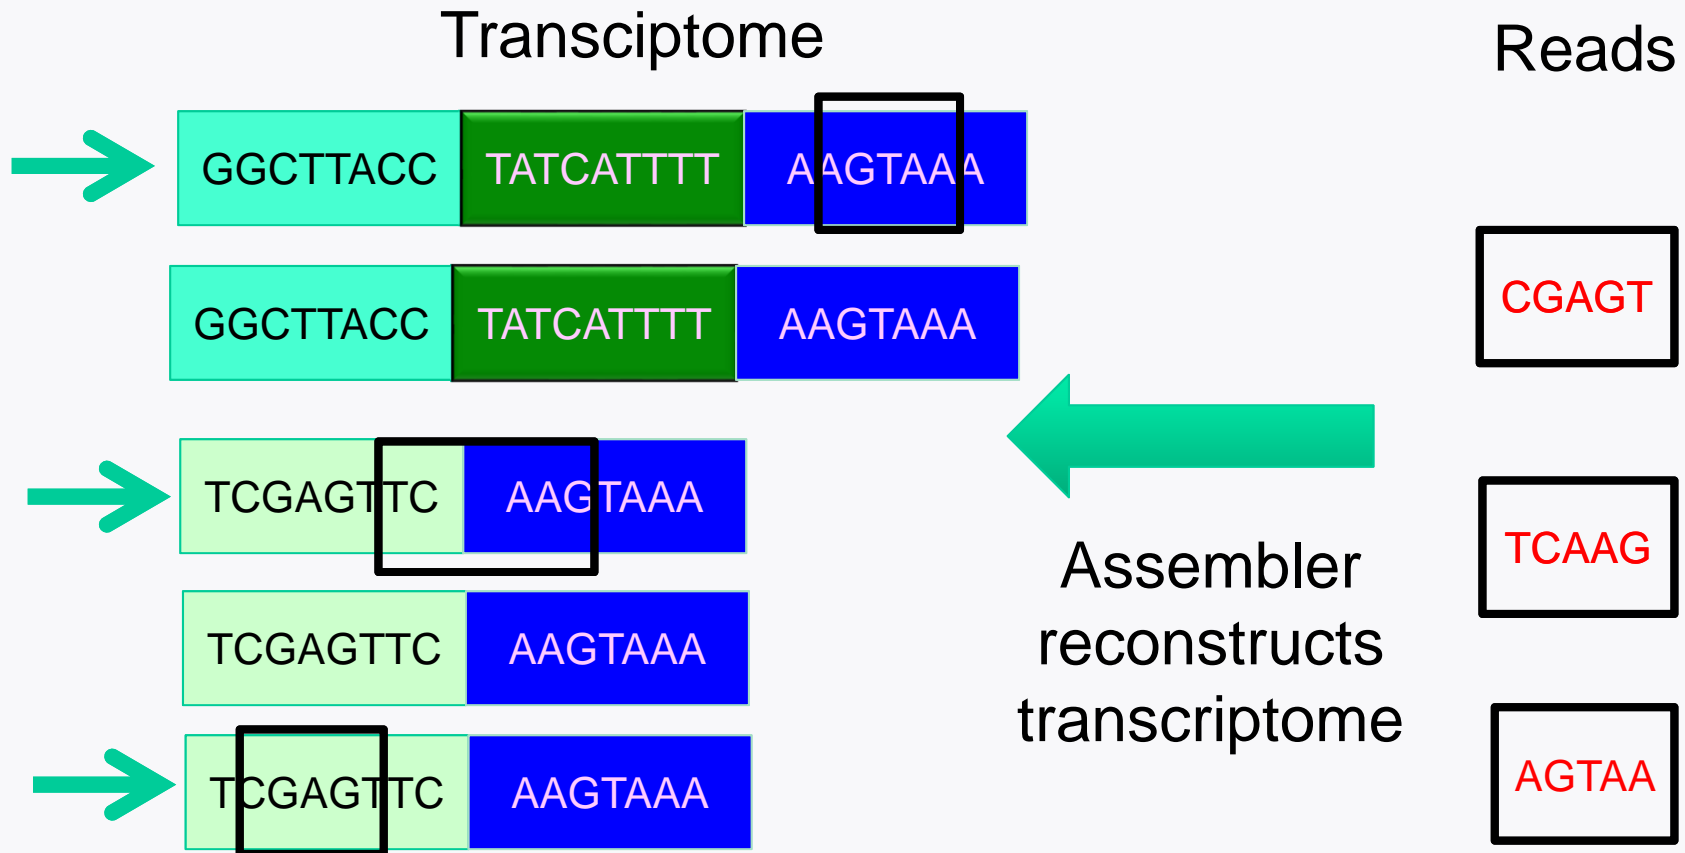 Transciptome
Reads
GGCTTACC TATCATTTT AAGTAAA
GGCTTACC TATCATTTT AAGTAAA
CGAGT
TCGAGTTC AAGTAAA
TCAAG
Assembler
reconstructs
transcriptome
TCGAGTTC AAGTAAA
TCGAGTTC AAGTAAA
AGTAA